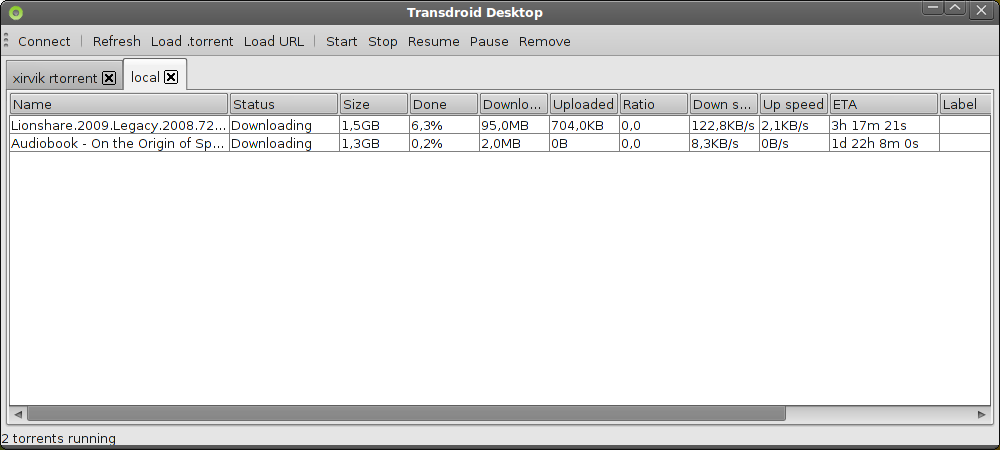 Transdroid Desktop
Connect Refresh Load .torrent Load URL Start Stop Resume Pause Remove
xirvik rtorrent local
Name Status Size Done Downlo... Uploaded Ratio Down s... Up speed ETA Label
Lionshare.2009.Legacy.2008.72... Downloading 1,5GB 6,3% 95,0MB 704,0KB 0,0 122,8KB/s 2,1KB/s 3h 17m 21s
Audiobook - On the Origin of Sp... Downloading 1,3GB 0,2% 2,0MB 0B 0,0 8,3KB/s 0B/s 1d 22h 8m 0s
2 torrents running